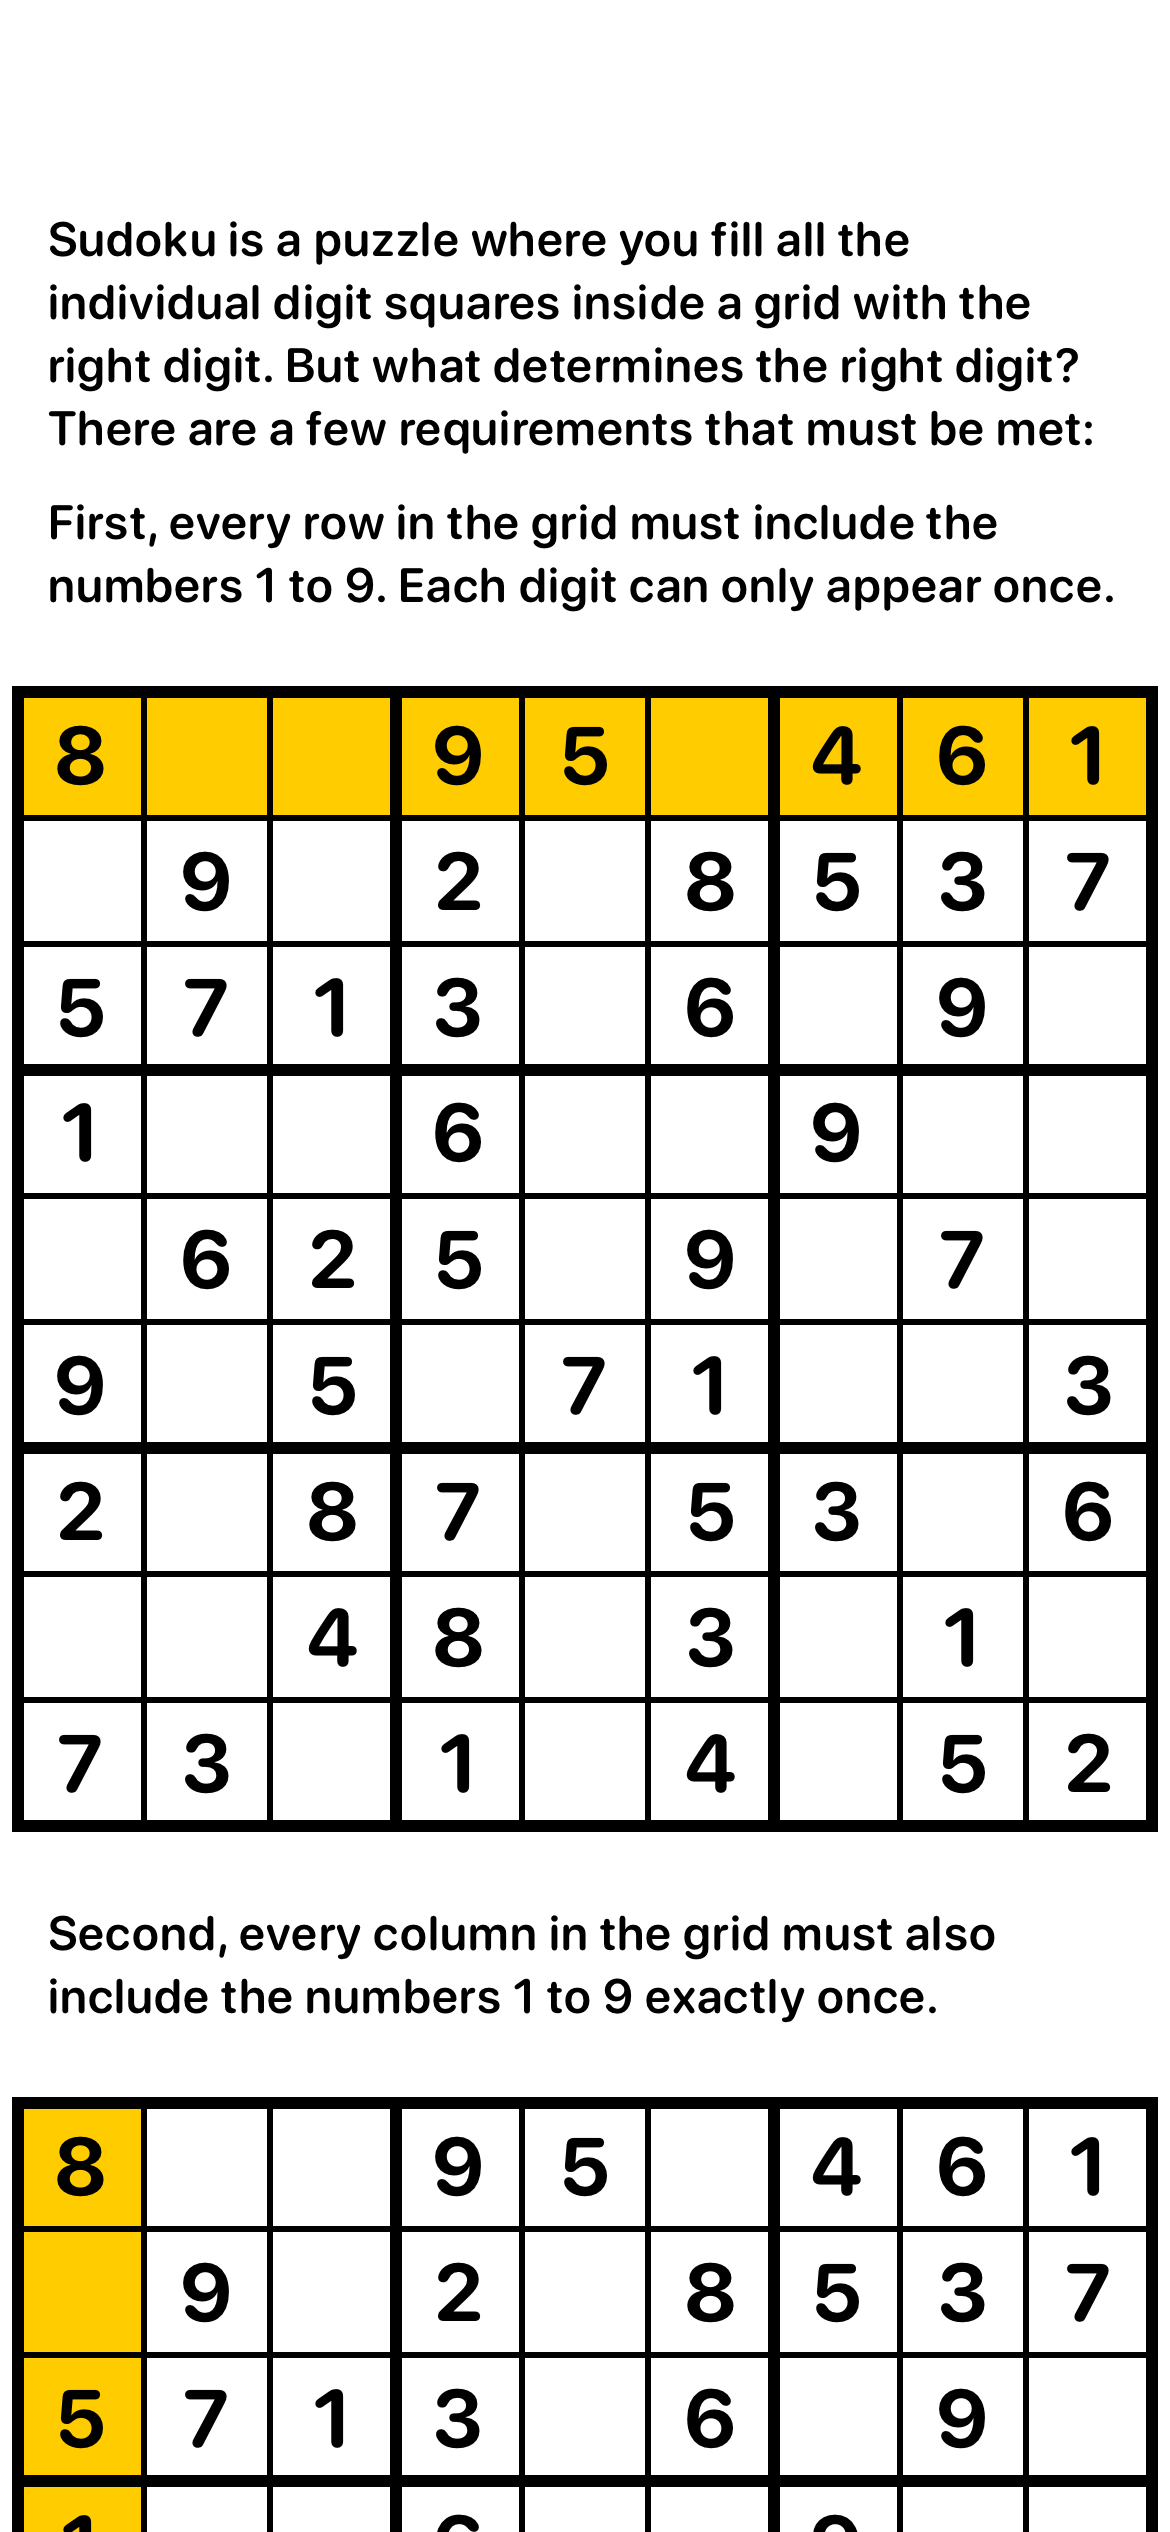 Sudoku is a puzzle where you fill all the
individual digit squares inside a grid with the
right digit. But what determines the right digit?
There are a few requirements that must be met:
First, every row in the grid must include the
numbers 1 to 9. Each digit can only appear once.
8 9 5 4 6 1
9 2 8 5 3 7
5 7 1 3 6 9
1 6 9
6 2 5 9 7
9 5 7 1 3
2 8 7 5 3 6
4 8 3 1
7 3 1 4 5 2
Second, every column in the grid must also
include the numbers 1 to 9 exactly once.
8 9 5 4 6 1
9 2 8 5 3 7
5 7 1 3 6 9